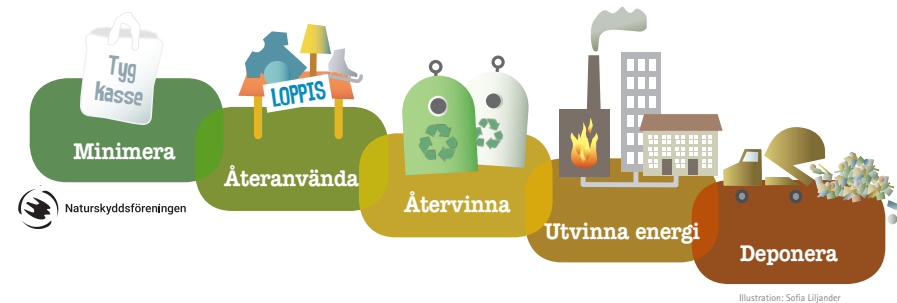 Tyg
kasse
Minimera
LOPPIS
Återanvända
Återvinna
Utvinna energi
Deponera
Naturskyddsföreningen
Illustration: Sofia Liljander